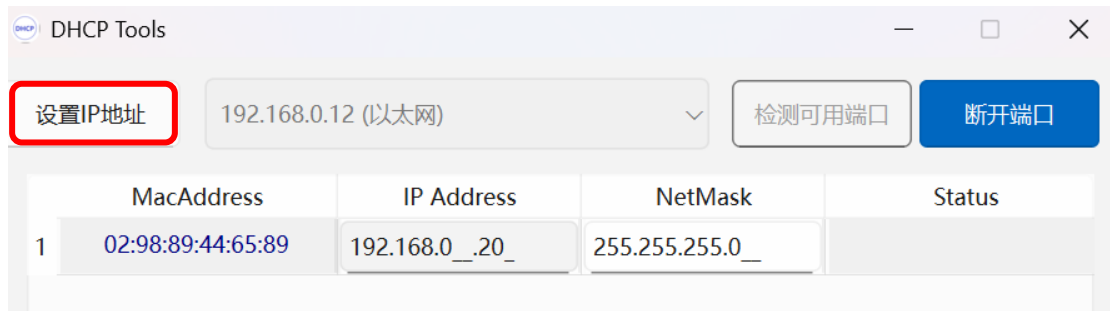 DHCP DHCP Tools
设置IP地址 192.168.0.12 (以太网) 检测可用端口 断开端口
MacAddress IP Address NetMask Status
1 02:98:89:44:65:89 192.168.0__.20_ 255.255.255.0__